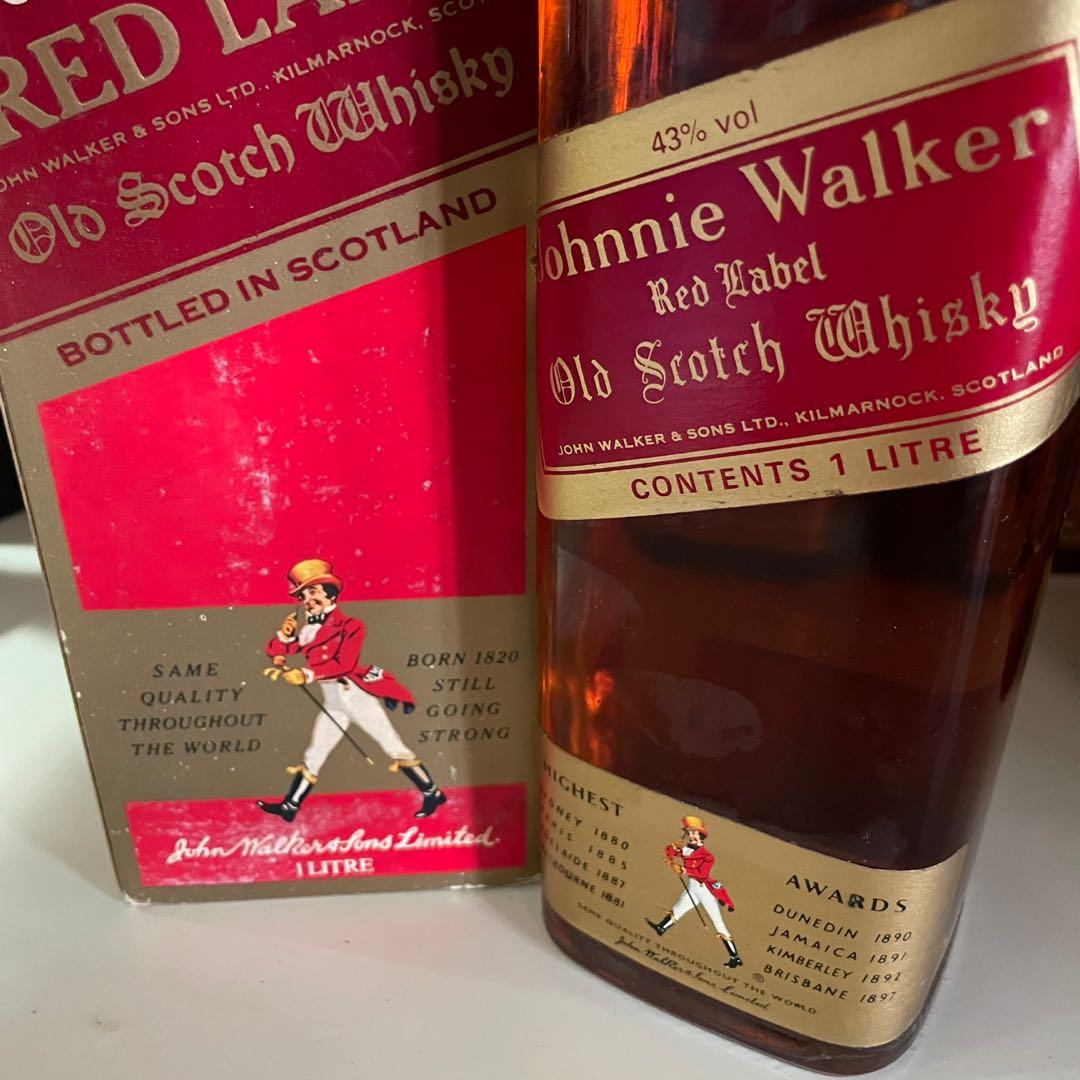 RED
JOHN WALKER & SONS LTD., KILMARNOCK,
Old Scotch Whisky
BOTTLED IN SCOTLAND
SAME
QUALITY
THROUGHOUT
THE WORLD
BORN 1820
STILL
GOING
STRONG
John Walker & Sons Limited.
1 LITRE
43% vol
Johnnie Walker
Red Label
Old Scotch Whisky
JOHN WALKER & SONS LTD., KILMARNOCK, SCOTLAND
CONTENTS 1 LITRE
HIGHEST
1880
1885
1887
1881
AWARDS
DUNEDIN 1890
JAMAICA 1891
KIMBERLEY 1892
BRISBANE 1897
SAME QUALITY THROUGHOUT THE WORLD
John Walker & Sons Limited
®